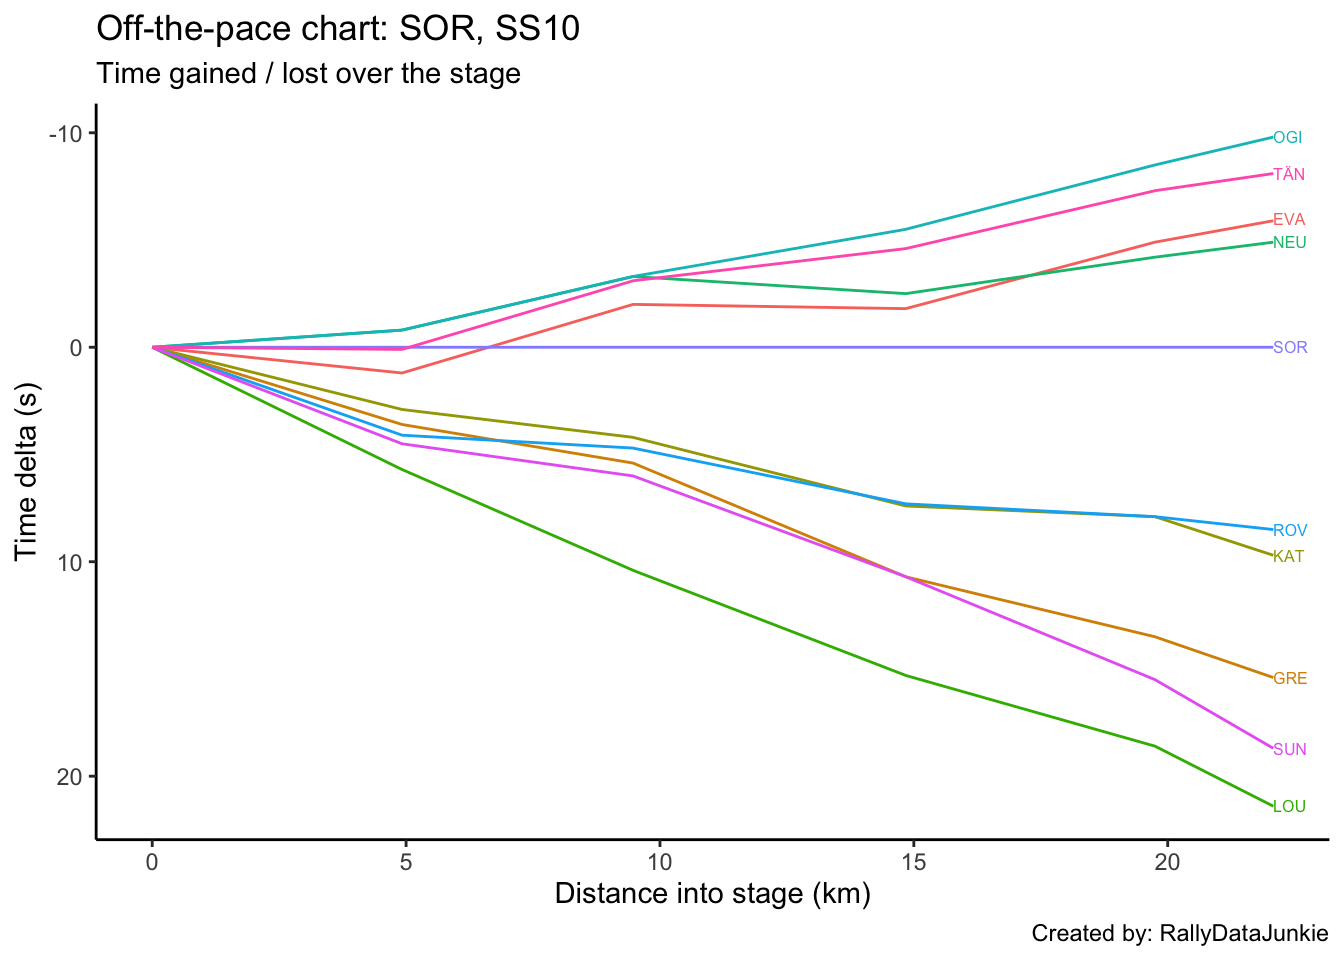 Off-the-pace chart: SOR, SS10
Time gained / lost over the stage
-10
0
10
20
Time delta (s)
OGI
TÄN
EVA
NEU
SOR
ROV
KAT
GRE
SUN
LOU
0 5 10 15 20
Distance into stage (km)
Created by: RallyDataJunkie